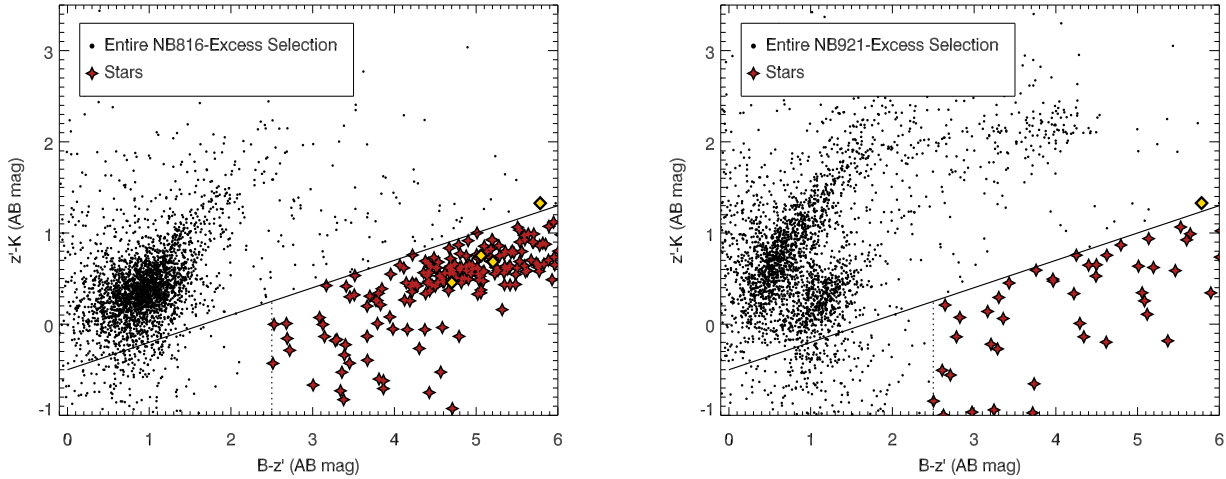 Entire NB816-Excess Selection
Stars
3
2
1
0
-1
z'-K (AB mag)
0 1 2 3 4 5 6
B-z' (AB mag)
Entire NB921-Excess Selection
Stars
3
2
1
0
-1
z'-K (AB mag)
0 1 2 3 4 5 6
B-z' (AB mag)